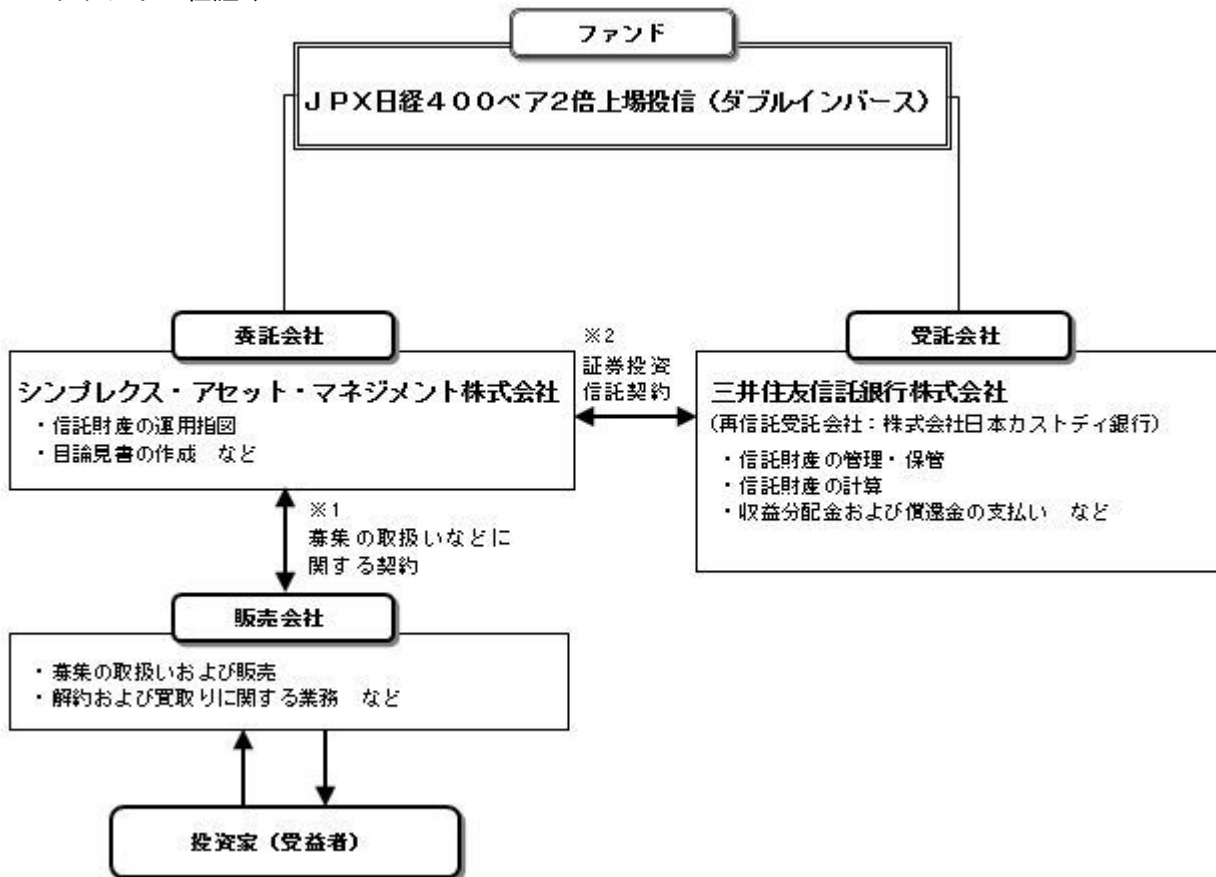 ファンド
JPX日経400ベア2倍上場投信（ダブルインバース）
委託会社
シンプレクス・アセット・マネジメント株式会社
・信託財産の運用指図
・目論見書の作成　など
※2
証券投資
信託契約
受託会社
三井住友信託銀行株式会社
（再信託受託会社：株式会社日本カストディ銀行）
・信託財産の管理・保管
・信託財産の計算
・収益分配金および償還金の支払い　など
※1
募集の取扱いなどに
関する契約
販売会社
・募集の取扱いおよび販売
・解約および買取りに関する業務　など
投資家（受益者）